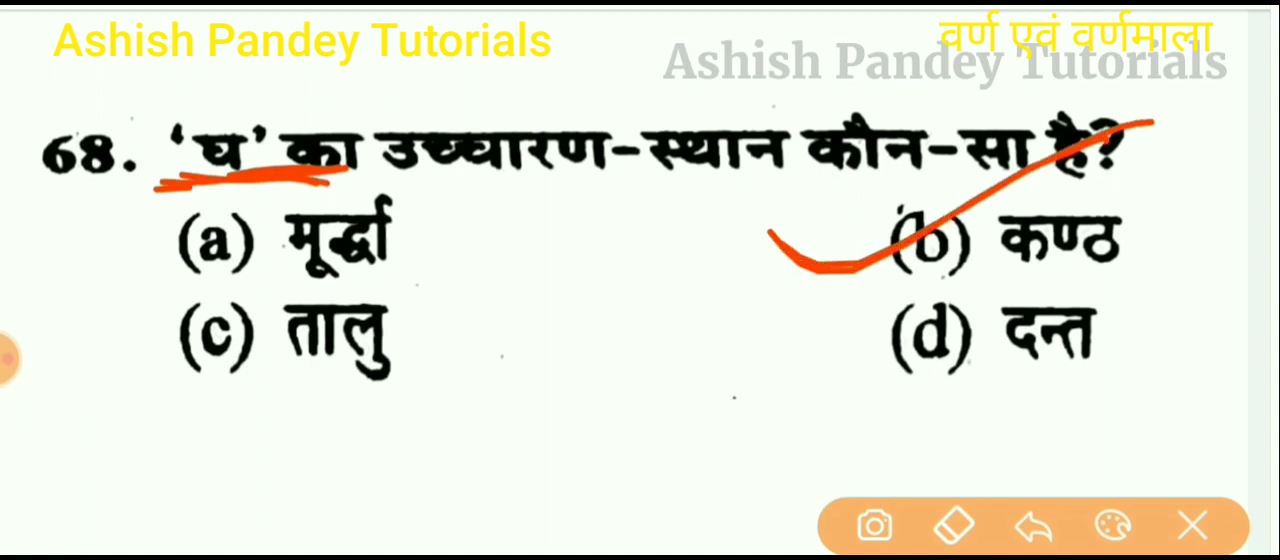 Ashish Pandey Tutorials
वर्ण एवं वर्णमाला
Ashish Pandey Tutorials
68. ‘घ’ का उच्चारण-स्थान कौन-सा है?
(a) मूर्द्धा (b) कण्ठ
(c) तालु (d) दन्त